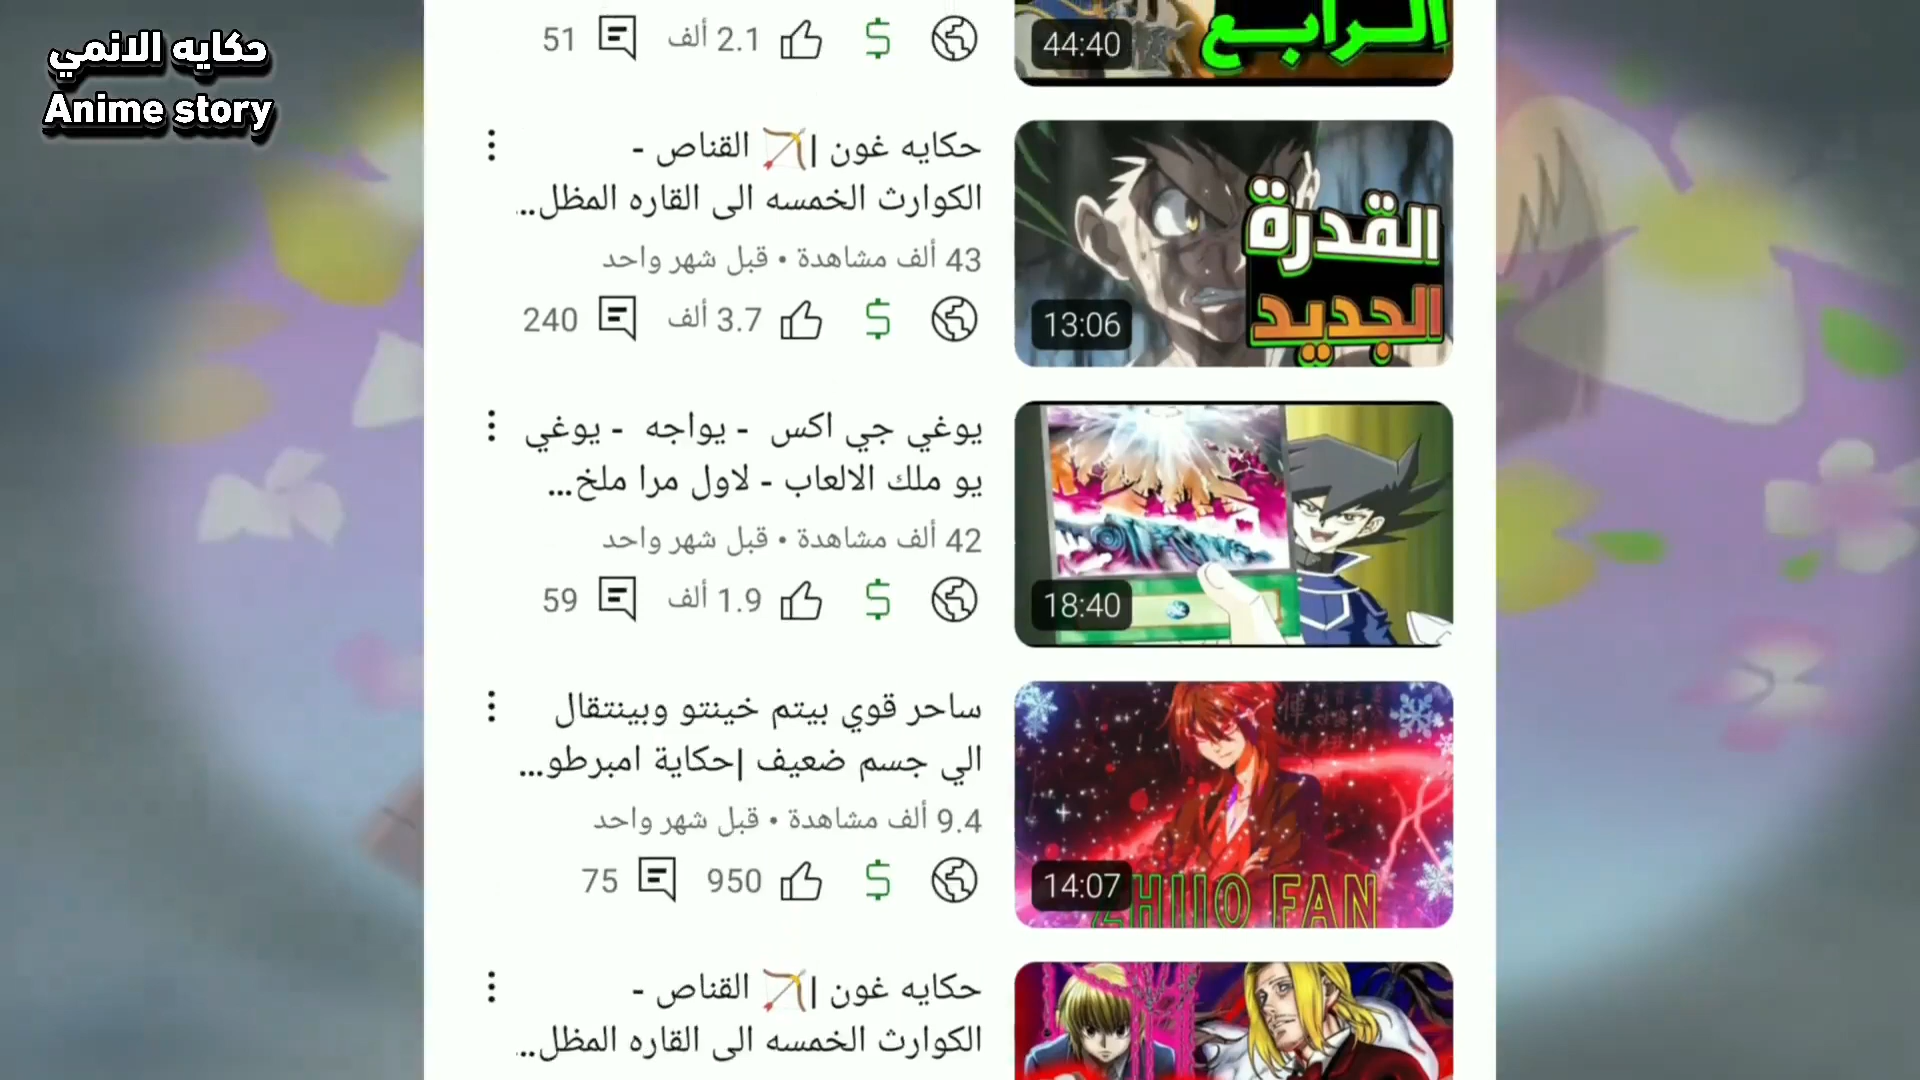 حكايه الانمي
Anime story
الرابع
44:40
2.1 ألف
51
حكايه غون |🏹 القناص -
الكوارث الخمسه الى القاره المظل...
43 ألف مشاهدة • قبل شهر واحد
3.7 ألف
240
القدرة
الجديد
13:06
يوغي جي اكس - يواجه - يوغي
يو ملك الالعاب - لاول مرا ملخ...
42 ألف مشاهدة • قبل شهر واحد
1.9 ألف
59
18:40
ساحر قوي بيتم خينتو وبينتقال
الي جسم ضعيف |حكاية امبرطو...
9.4 ألف مشاهدة • قبل شهر واحد
950
75
14:07
ZHUO FAN
حكايه غون |🏹 القناص -
الكوارث الخمسه الى القاره المظل...